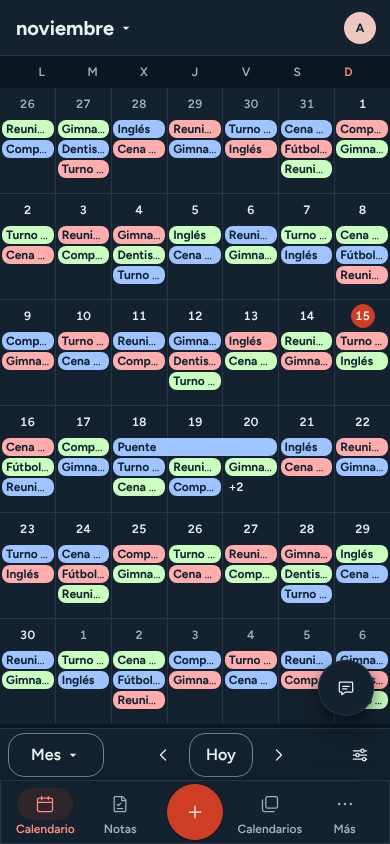 noviembre
A
L M X J V S D
26 27 28 29 30 31 1
Reuni... Gimna... Inglés Reuni... Turno ... Cena ... Comp...
Comp... Dentis... Cena ... Gimna... Inglés Fútbol... Gimna...
Turno ... Reuni...
2 3 4 5 6 7 8
Turno ... Reuni... Gimna... Inglés Reuni... Turno ... Cena ...
Cena ... Comp... Dentis... Cena ... Gimna... Inglés Fútbol...
Turno ... Reuni...
9 10 11 12 13 14 15
Comp... Turno ... Reuni... Gimna... Inglés Reuni... Turno ...
Gimna... Cena ... Comp... Dentis... Cena ... Gimna... Inglés
Turno ...
16 17 18 19 20 21 22
Cena ... Comp... Puente Inglés Reuni...
Fútbol... Gimna... Turno ... Reuni... Gimna... Cena ... Gimna...
Reuni... Cena ... Comp... +2
23 24 25 26 27 28 29
Turno ... Cena ... Comp... Turno ... Reuni... Gimna... Inglés
Inglés Fútbol... Gimna... Cena ... Comp... Dentis... Cena ...
Reuni... Turno ...
30 1 2 3 4 5 6
Reuni... Turno ... Cena ... Comp... Turno ... Reuni... Gimna...
Gimna... Inglés Fútbol... Gimna... Cena ... Comp...
Reuni...
Mes Hoy
Calendario Notas Calendarios Más